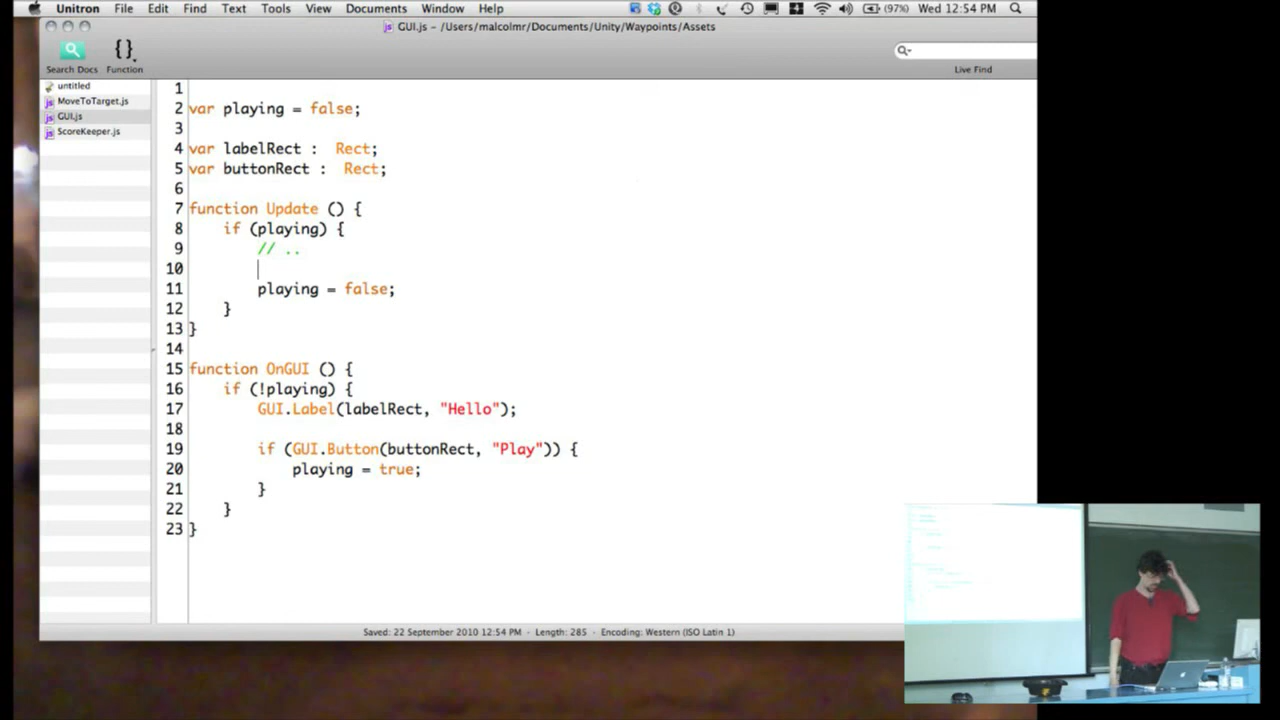 Unitron File Edit Find Text Tools View Documents Window Help (97%) Wed 12:54 PM
GUI.js – /Users/malcolmr/Documents/Unity/Waypoints/Assets
Search Docs Function Live Find
untitled
MoveToTarget.js
GUI.js
ScoreKeeper.js
1
2 var playing = false;
3
4 var labelRect : Rect;
5 var buttonRect : Rect;
6
7 function Update () {
8 if (playing) {
9 // ..
10
11 playing = false;
12 }
13 }
14
15 function OnGUI () {
16 if (!playing) {
17 GUI.Label(labelRect, "Hello");
18
19 if (GUI.Button(buttonRect, "Play")) {
20 playing = true;
21 }
22 }
23 }
Saved: 22 September 2010 12:54 PM - Length: 285 - Encoding: Western (ISO Latin 1)